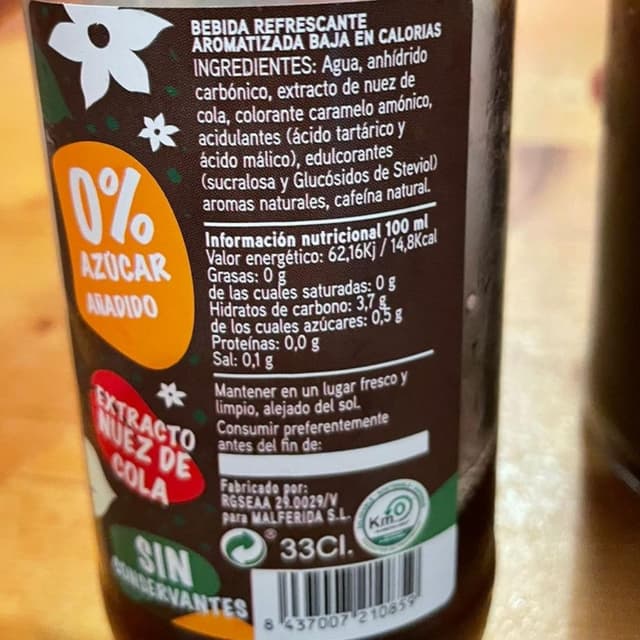 BEBIDA REFRESCANTE
AROMATIZADA BAJA EN CALORIAS
INGREDIENTES: Agua, anhídrido
carbónico, extracto de nuez de
cola, colorante caramelo amónico,
acidulantes (ácido tartárico y
ácido málico), edulcorantes
(sucralosa y Glucósidos de Steviol)
aromas naturales, cafeína natural.
Información nutricional 100 ml
Valor energético: 62,16Kj / 14,8Kcal
Grasas: 0 g
de las cuales saturadas: 0 g
Hidratos de carbono: 3,7 g
de los cuales azúcares: 0,5 g
Proteínas: 0,0 g
Sal: 0,1 g
Mantener en un lugar fresco y
limpio, alejado del sol.
Consumir preferentemente
antes del fin de:
Fabricado por:
RGSEAA 29.0029/V
para MALFERIDA S.L.
33Cl.
Km0
8 437007 210859
0%
AZÚCAR
AÑADIDO
EXTRACTO
NUEZ DE
COLA
SIN
CONSERVANTES